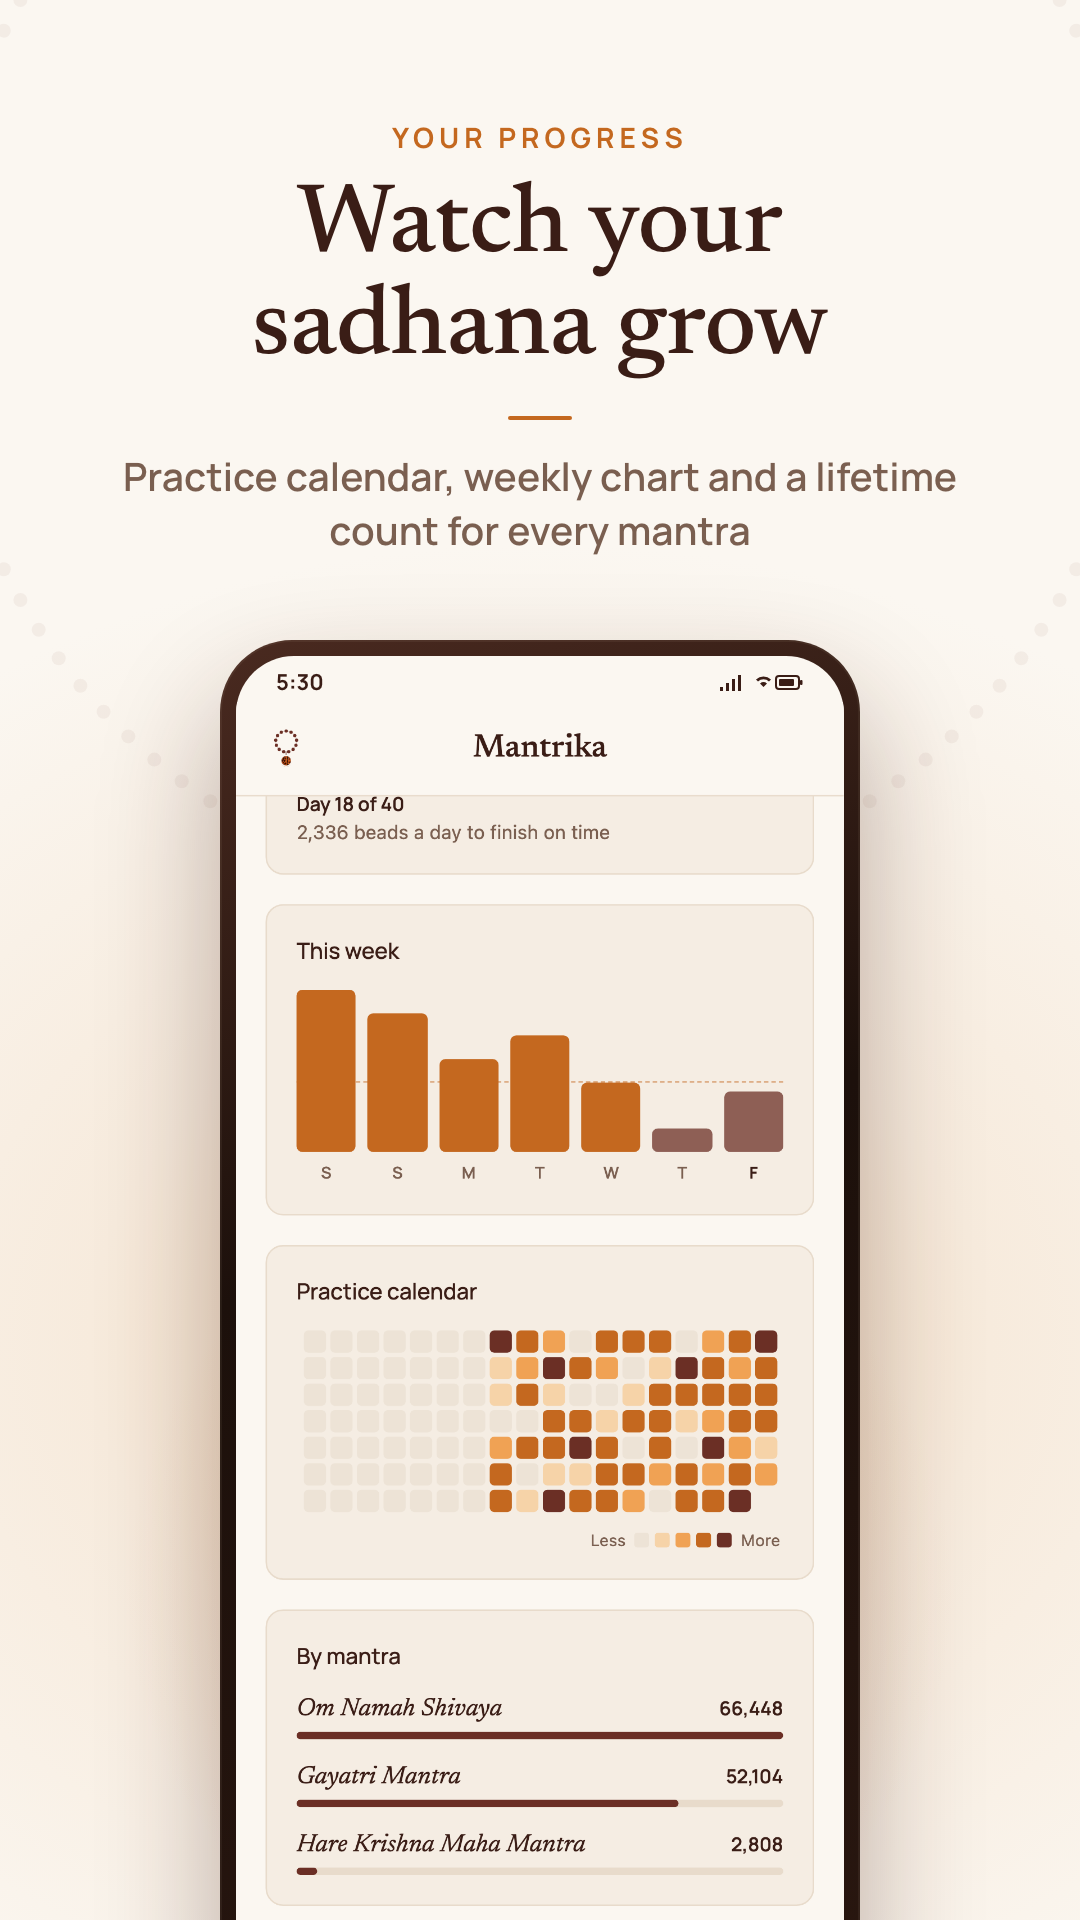 YOUR PROGRESS
Watch your
sadhana grow
Practice calendar, weekly chart and a lifetime
count for every mantra
5:30
Mantrika
Day 18 of 40
2,336 beads a day to finish on time
This week
S S M T W T F
Practice calendar
Less More
By mantra
Om Namah Shivaya 66,448
Gayatri Mantra 52,104
Hare Krishna Maha Mantra 2,808